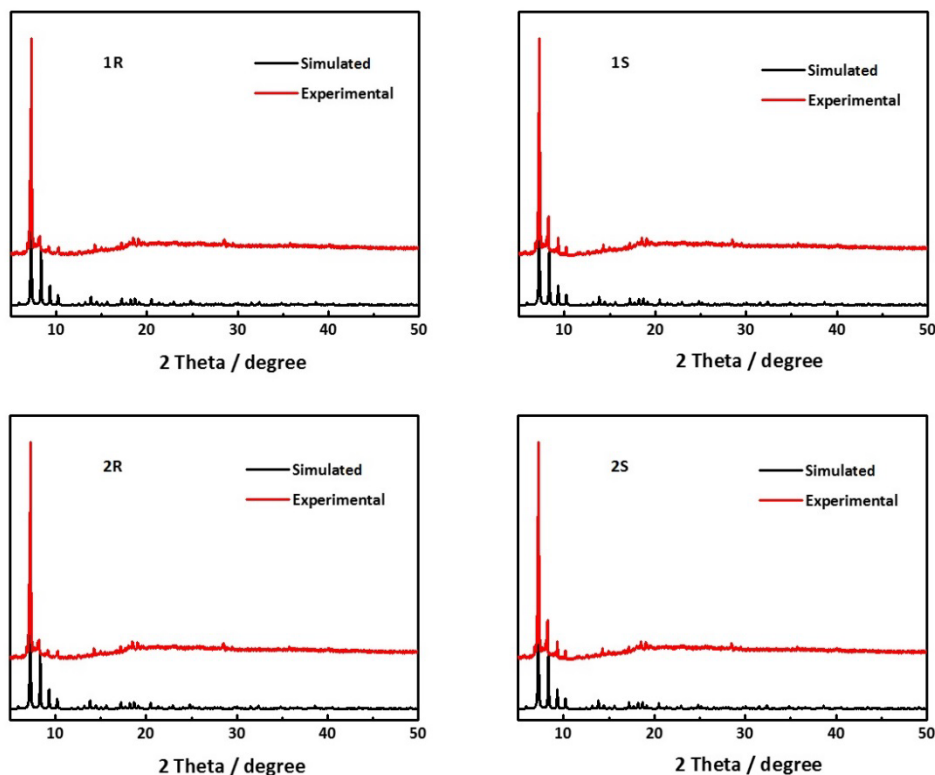 1R
Simulated
Experimental
10 20 30 40 50
2 Theta / degree
1S
Simulated
Experimental
10 20 30 40 50
2 Theta / degree
2R
Simulated
Experimental
10 20 30 40 50
2 Theta / degree
2S
Simulated
Experimental
10 20 30 40 50
2 Theta / degree